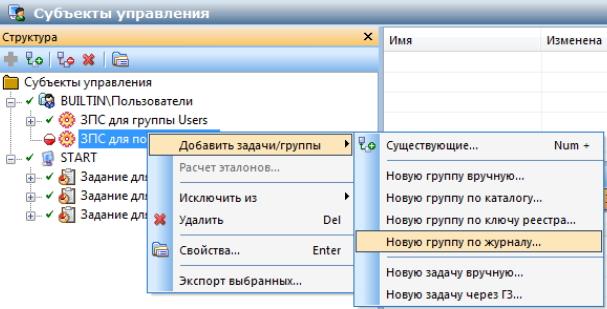 Субъекты управления
Структура
Имя
Изменена
Субъекты управления
BUILTIN\Пользователи
ЗПС для группы Users
ЗПС для по
START
Задание для
Задание для
Задание для
Добавить задачи/группы
Расчет эталонов...
Исключить из
Удалить Del
Свойства... Enter
Экспорт выбранных...
Существующие... Num +
Новую группу вручную...
Новую группу по каталогу...
Новую группу по ключу реестра...
Новую группу по журналу...
Новую задачу вручную...
Новую задачу через ГЗ...